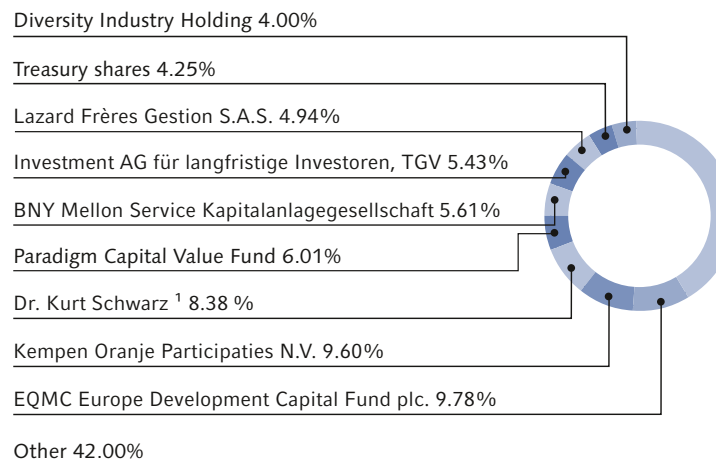 Diversity Industry Holding 4.00%
Treasury shares 4.25%
Lazard Frères Gestion S.A.S. 4.94%
Investment AG für langfristige Investoren, TGV 5.43%
BNY Mellon Service Kapitalanlagegesellschaft 5.61%
Paradigm Capital Value Fund 6.01%
Dr. Kurt Schwarz ¹ 8.38 %
Kempen Oranje Participaties N.V. 9.60%
EQMC Europe Development Capital Fund plc. 9.78%
Other 42.00%